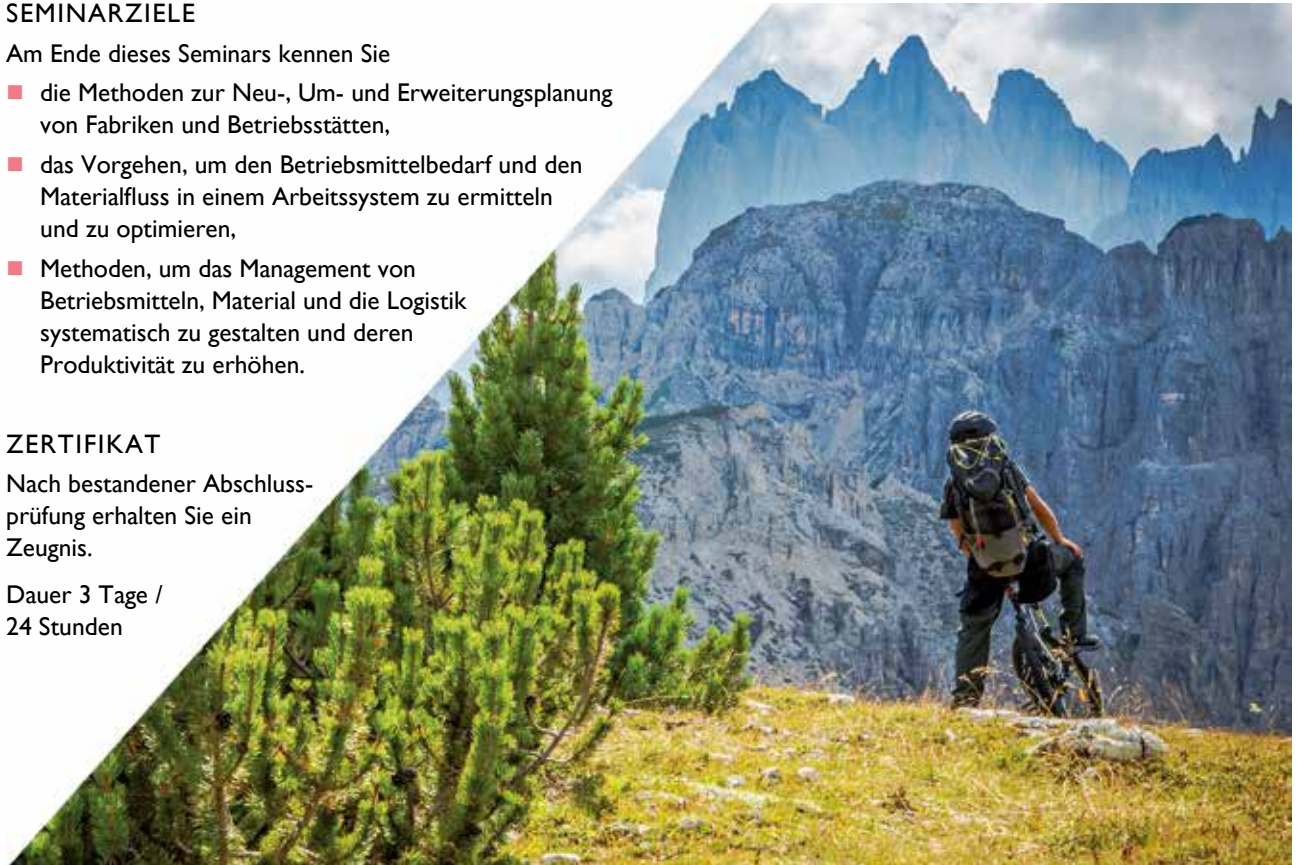 SEMINARZIELE
Am Ende dieses Seminars kennen Sie
die Methoden zur Neu-, Um- und Erweiterungsplanung
von Fabriken und Betriebsstätten,
das Vorgehen, um den Betriebsmittelbedarf und den
Materialfluss in einem Arbeitssystem zu ermitteln
und zu optimieren,
Methoden, um das Management von
Betriebsmitteln, Material und die Logistik
systematisch zu gestalten und deren
Produktivität zu erhöhen.
ZERTIFIKAT
Nach bestandener Abschluss-
prüfung erhalten Sie ein
Zeugnis.
Dauer 3 Tage /
24 Stunden